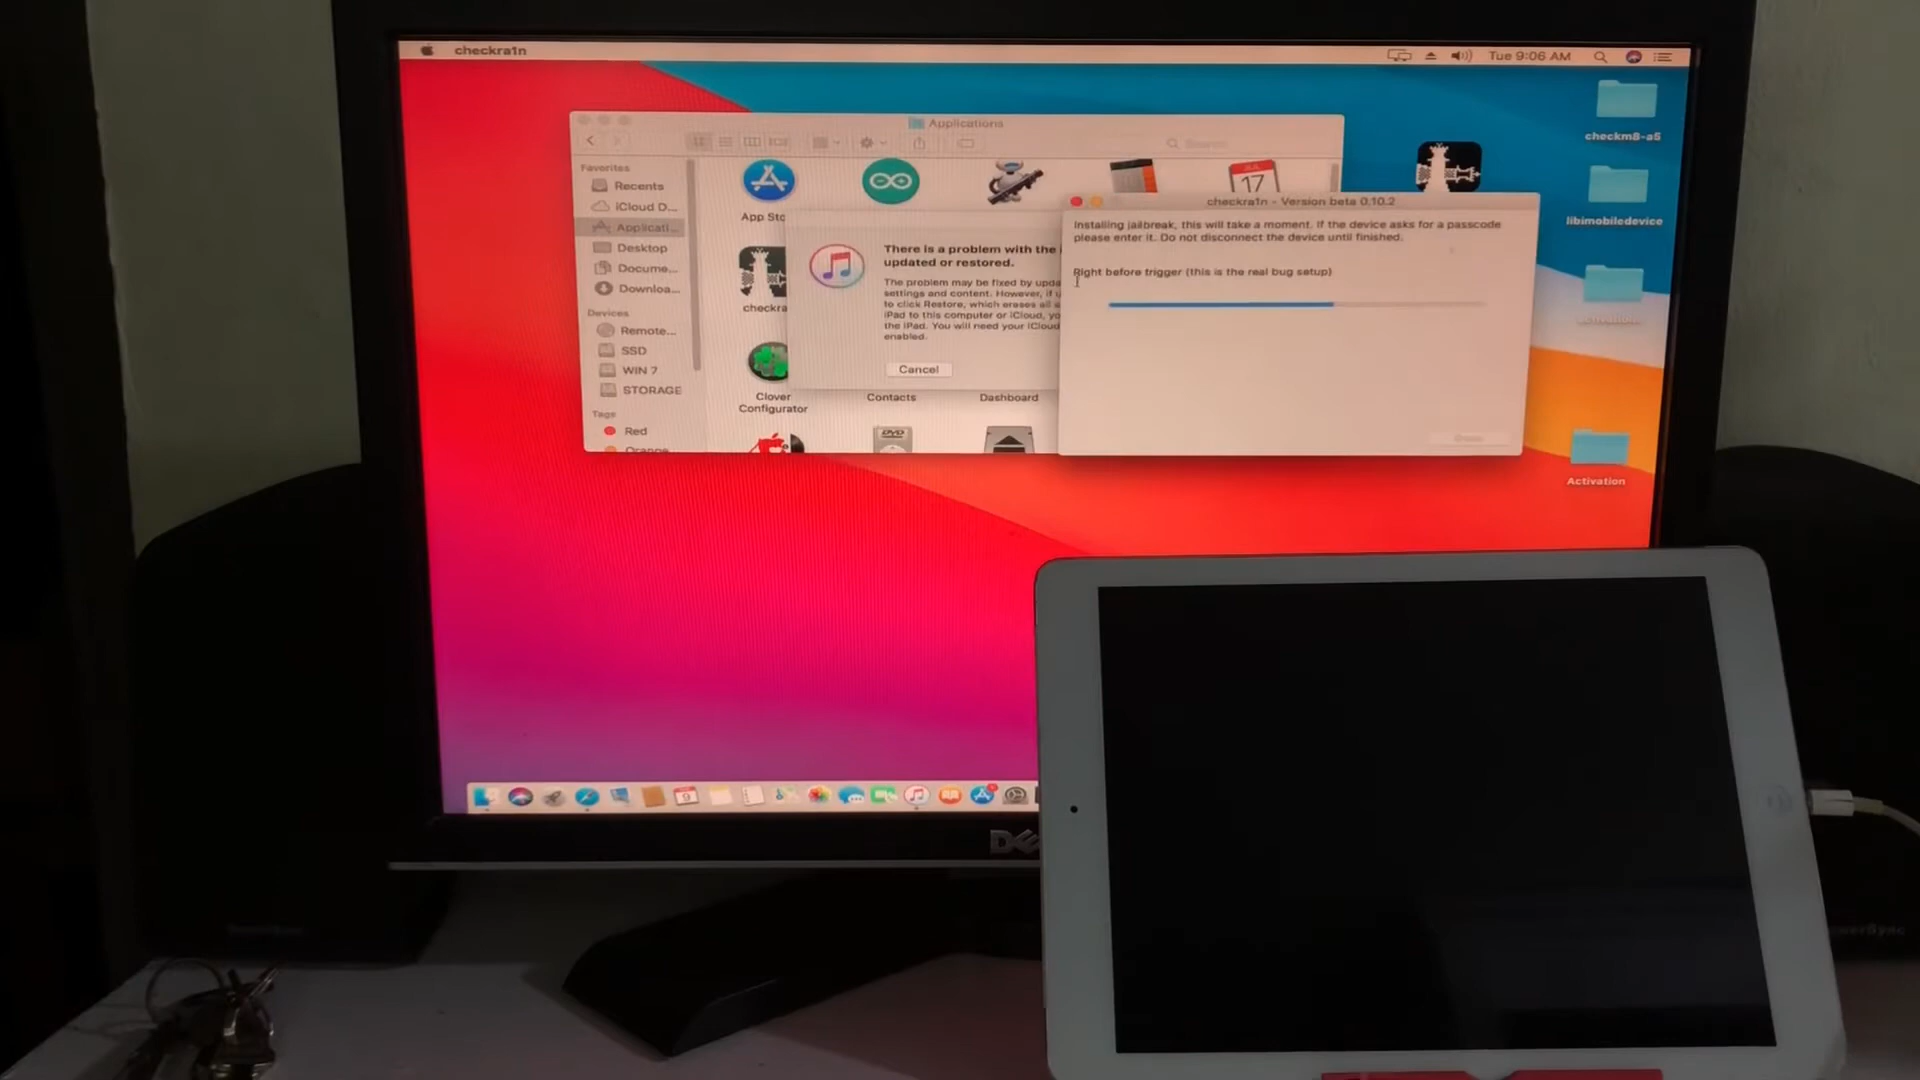 checkra1n
Tue 9:06 AM
Applications
Search
Favorites
Recents
iCloud D...
Applicati...
Desktop
Docume...
Downloa...
Devices
Remote...
SSD
WIN 7
STORAGE
Tags
Red
Orange
App Sto
17
checkra
Clover
Configurator
Contacts
Dashboard
DVD
There is a problem with the
updated or restored.
The problem may be fixed by upda
settings and content. However, if u
to click Restore, which erases all s
iPad to this computer or iCloud, yo
the iPad. You will need your iCloud
enabled.
Cancel
checkra1n - Version beta 0.10.2
Installing jailbreak, this will take a moment. If the device asks for a passcode
please enter it. Do not disconnect the device until finished.
Right before trigger (this is the real bug setup)
checkm8-a5
libimobiledevice
Activation
9
DELL